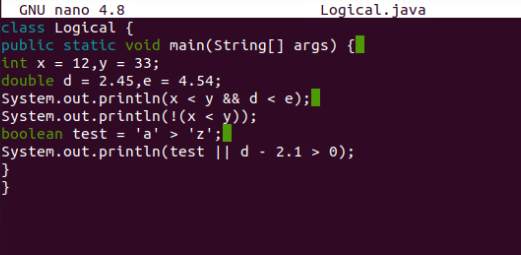 GNU nano 4.8 Logical.java
class Logical {
public static void main(String[] args) {
int x = 12,y = 33;
double d = 2.45,e = 4.54;
System.out.println(x < y && d < e);
System.out.println(!(x < y));
boolean test = 'a' > 'z';
System.out.println(test || d - 2.1 > 0);
}
}